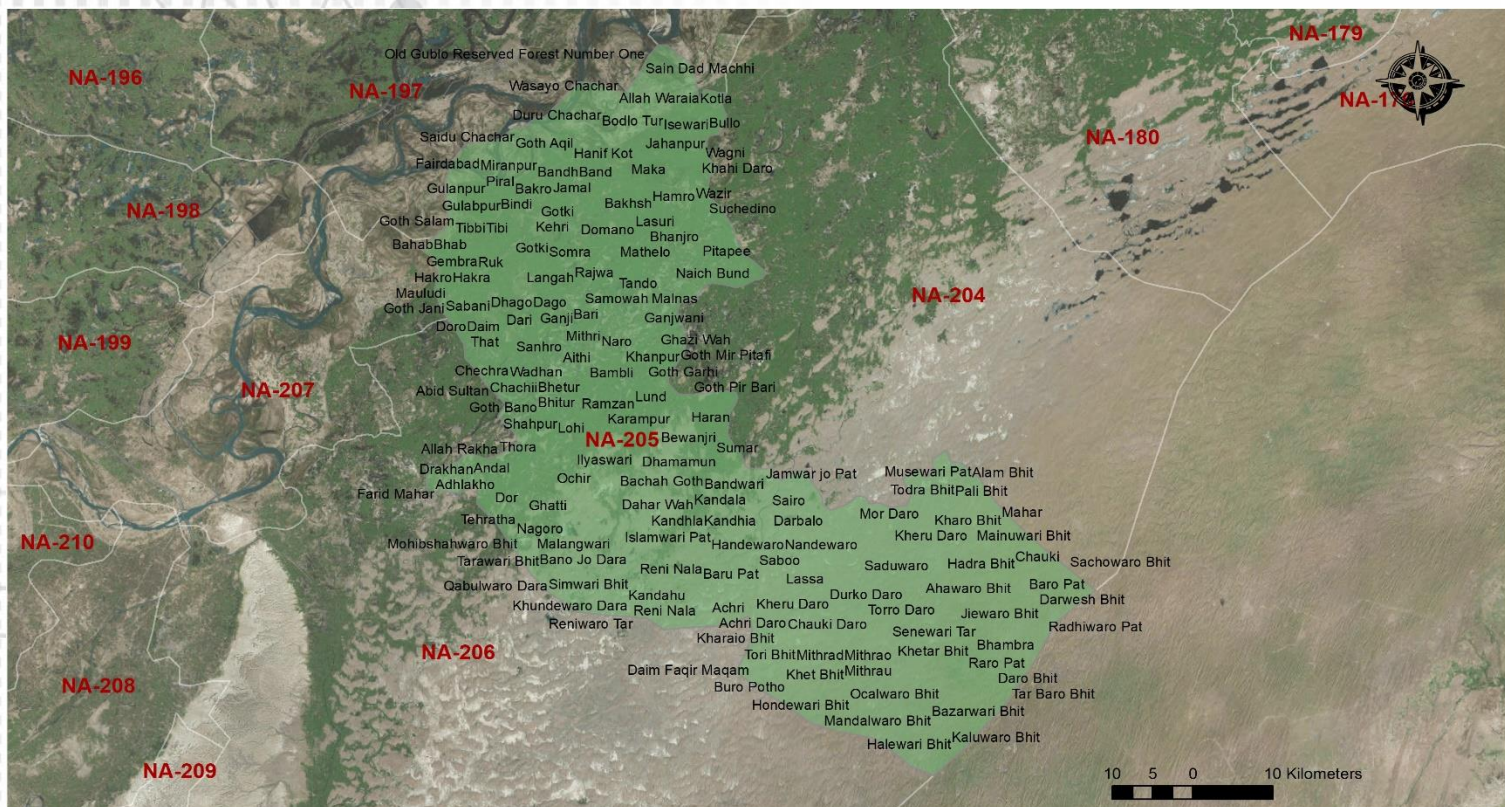 NA-179
Old Gublo Reserved Forest Number One
Sain Dad Machhi
NA-196
NA-197
Wasayo Chachar
Allah Waraia Kotla
NA-180
Duru Chachar
Bodlo Tur
Isewari
Bullo
Saidu Chachar
Goth Aqil
Jahanpur
Hanif Kot
Wagni
Fairdabad
Miranpur
BandhBand
Maka
Khahi Daro
Gulanpur
Piral
Bakro
Jamal
Hamro
Wazir
Gulabpur
Bindi
Gotki
Bakhsh
Suchedino
NA-198
Goth Salam
TibbiTibi
Kehri
Domano
Lasuri
Bhanjro
BahabBhab
Gotki
Somra
Mathelo
Pitapee
Gembra
Ruk
HakroHakra
Langah
Rajwa
Tando
Naich Bund
Mauludi
NA-204
Goth Jani
Sabani
DhagoDago
Samowah Malnas
Dari
Ganji
Bari
Ganjwani
DoroDaim
That
Sanhro
Mithri
Naro
Ghazi Wah
NA-199
Aithi
Khanpur
Goth Mir Pitafi
Chechra
Wadhan
Bambli
Goth Garhi
NA-207
Abid Sultan
Chachii
Bhetur
Goth Pir Bari
Goth Bano
Bhitur
Ramzan
Lund
Shahpur
Lohi
Karampur
Haran
NA-205
Bewanjri
Allah Rakha
Thora
Sumar
Ilyaswari
Dhamamun
Drakhan
Andal
Jamwar jo Pat
Musewari Pat
Alam Bhit
Adhlakho
Ochir
Bachah Goth
Bandwari
Farid Mahar
Dor
Todra Bhit
Pali Bhit
Ghatti
Dahar Wah
Kandala
Sairo
Tehratha
Nagoro
KandhlaKandhia
Darbalo
Mor Daro
Kharo Bhit
Mahar
NA-210
Mohibshahwaro Bhit
Malangwari
Islamwari Pat
HandewaroNandewaro
Kheru Daro
Mainuwari Bhit
Tarawari Bhit
Bano Jo Dara
Reni Nala
Baru Pat
Saboo
Saduwaro
Hadra Bhit
Chauki
Sachowaro Bhit
Qabulwaro Dara
Simwari Bhit
Kandahu
Lassa
Durko Daro
Ahawaro Bhit
Baro Pat
Darwesh Bhit
Khundewaro Dara
Reni Nala
Achri
Kheru Daro
Torro Daro
Jiewaro Bhit
Reniwaro Tar
Achri Daro
Chauki Daro
Senewari Tar
Radhiwaro Pat
Kharaio Bhit
NA-206
Tori Bhit
MithradMithrao
Khetar Bhit
Bhambra
Daim Faqir Maqam
Khet Bhit
Mithrau
Raro Pat
Daro Bhit
NA-208
Buro Potho
Ocalwaro Bhit
Tar Baro Bhit
Hondewari Bhit
Bazarwari Bhit
Mandalwaro Bhit
Halewari Bhit
Kaluwaro Bhit
NA-209
10 5 0 10 Kilometers